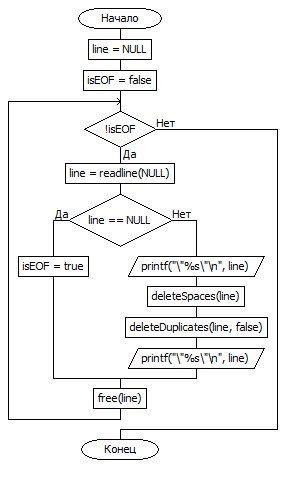 Начало
line = NULL
isEOF = false
!isEOF
Нет
Да
line = readline(NULL)
Да
line == NULL
Нет
isEOF = true
printf("\"%s\"\n", line)
deleteSpaces(line)
deleteDuplicates(line, false)
printf("\"%s\"\n", line)
free(line)
Конец